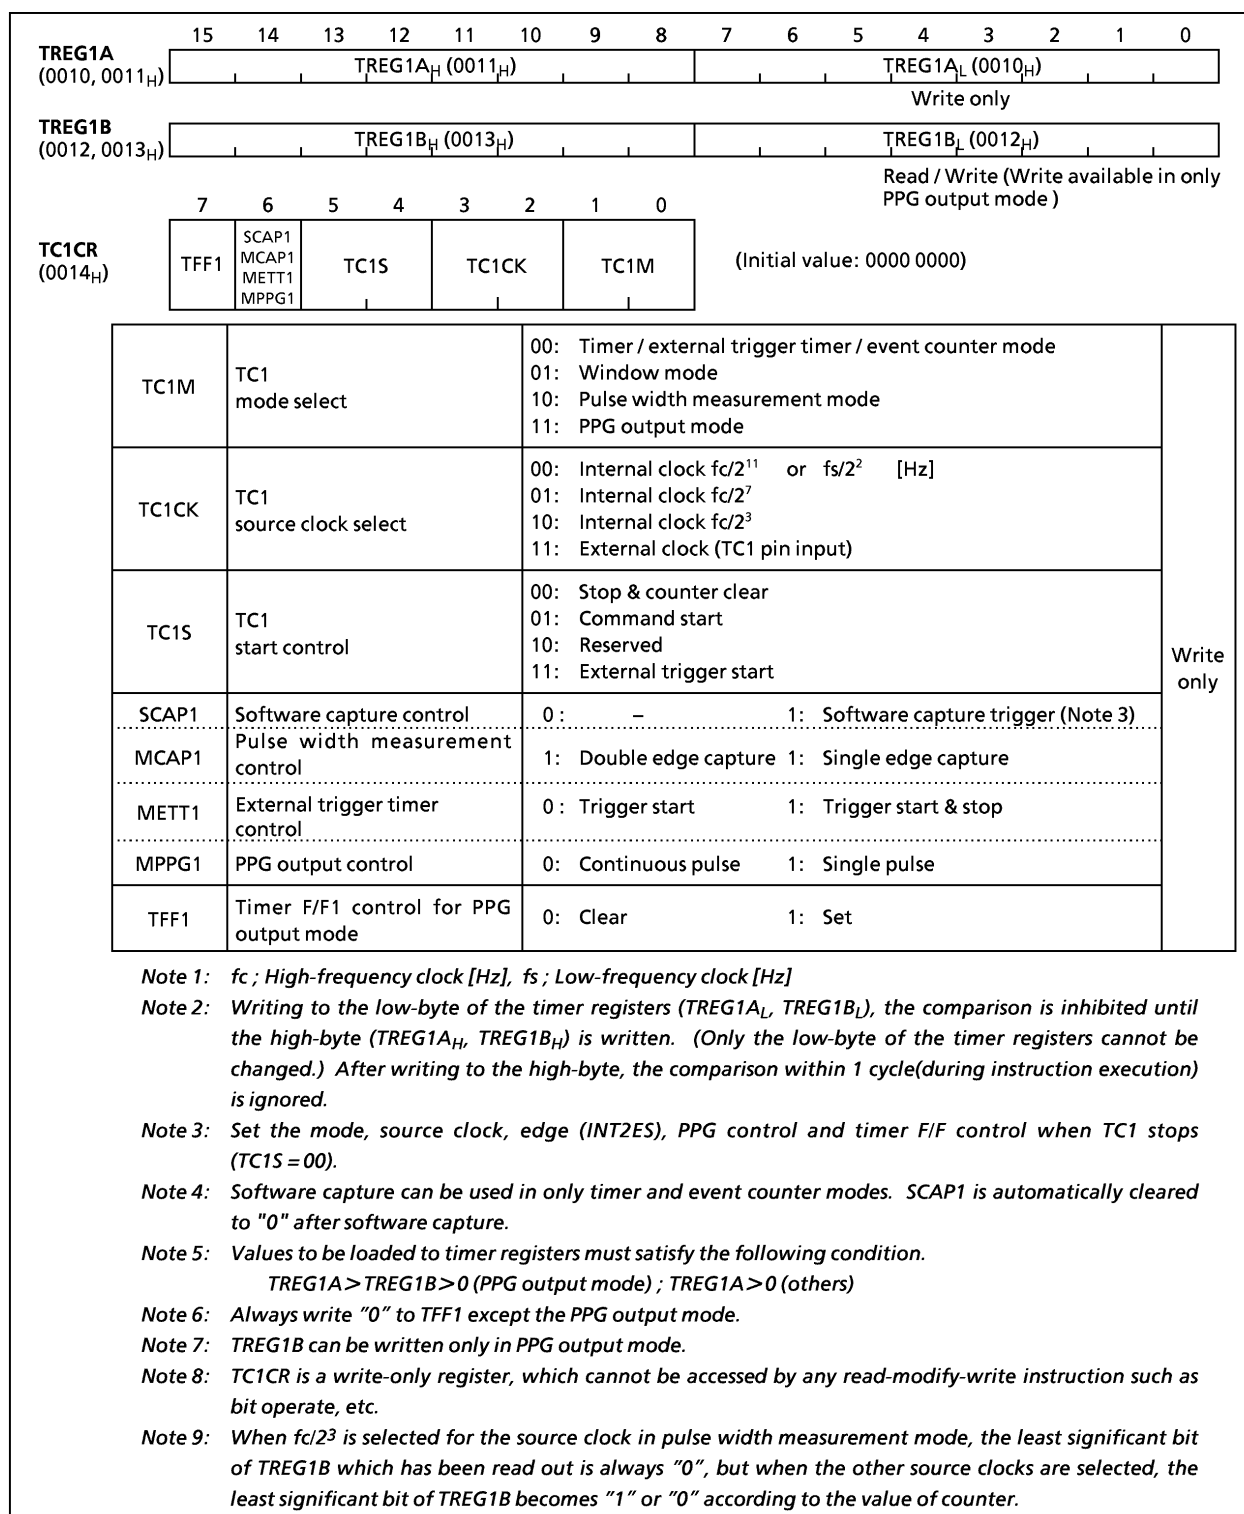 15 14 13 12 11 10 9 8 7 6 5 4 3 2 1 0
TREG1A
(0010, 0011H)
TREG1AH (0011H) TREG1AL (0010H)
Write only
TREG1B
(0012, 0013H)
TREG1BH (0013H) TREG1BL (0012H)
Read / Write (Write available in only
PPG output mode )
7 6 5 4 3 2 1 0
TC1CR
(0014H)
TFF1
SCAP1
MCAP1
METT1
MPPG1
TC1S TC1CK TC1M
(Initial value: 0000 0000)
TC1M
TC1
mode select
00: Timer / external trigger timer / event counter mode
01: Window mode
10: Pulse width measurement mode
11: PPG output mode
TC1CK
TC1
source clock select
00: Internal clock fc/2¹¹ or fs/2² [Hz]
01: Internal clock fc/2⁷
10: Internal clock fc/2³
11: External clock (TC1 pin input)
TC1S
TC1
start control
00: Stop & counter clear
01: Command start
10: Reserved
11: External trigger start
Write
only
SCAP1 Software capture control 0 : – 1: Software capture trigger (Note 3)
MCAP1
Pulse width measurement
control
1: Double edge capture 1: Single edge capture
METT1
External trigger timer
control
0 : Trigger start 1: Trigger start & stop
MPPG1 PPG output control 0: Continuous pulse 1: Single pulse
TFF1
Timer F/F1 control for PPG
output mode
0: Clear 1: Set
Note 1: fc ; High-frequency clock [Hz], fs ; Low-frequency clock [Hz]
Note 2: Writing to the low-byte of the timer registers (TREG1AL, TREG1BL), the comparison is inhibited until
the high-byte (TREG1AH, TREG1BH) is written. (Only the low-byte of the timer registers cannot be
changed.) After writing to the high-byte, the comparison within 1 cycle(during instruction execution)
is ignored.
Note 3: Set the mode, source clock, edge (INT2ES), PPG control and timer F/F control when TC1 stops
(TC1S = 00).
Note 4: Software capture can be used in only timer and event counter modes. SCAP1 is automatically cleared
to "0" after software capture.
Note 5: Values to be loaded to timer registers must satisfy the following condition.
TREG1A > TREG1B > 0 (PPG output mode) ; TREG1A > 0 (others)
Note 6: Always write ″0″ to TFF1 except the PPG output mode.
Note 7: TREG1B can be written only in PPG output mode.
Note 8: TC1CR is a write-only register, which cannot be accessed by any read-modify-write instruction such as
bit operate, etc.
Note 9: When fc/2³ is selected for the source clock in pulse width measurement mode, the least significant bit
of TREG1B which has been read out is always ″0″, but when the other source clocks are selected, the
least significant bit of TREG1B becomes ″1″ or ″0″ according to the value of counter.